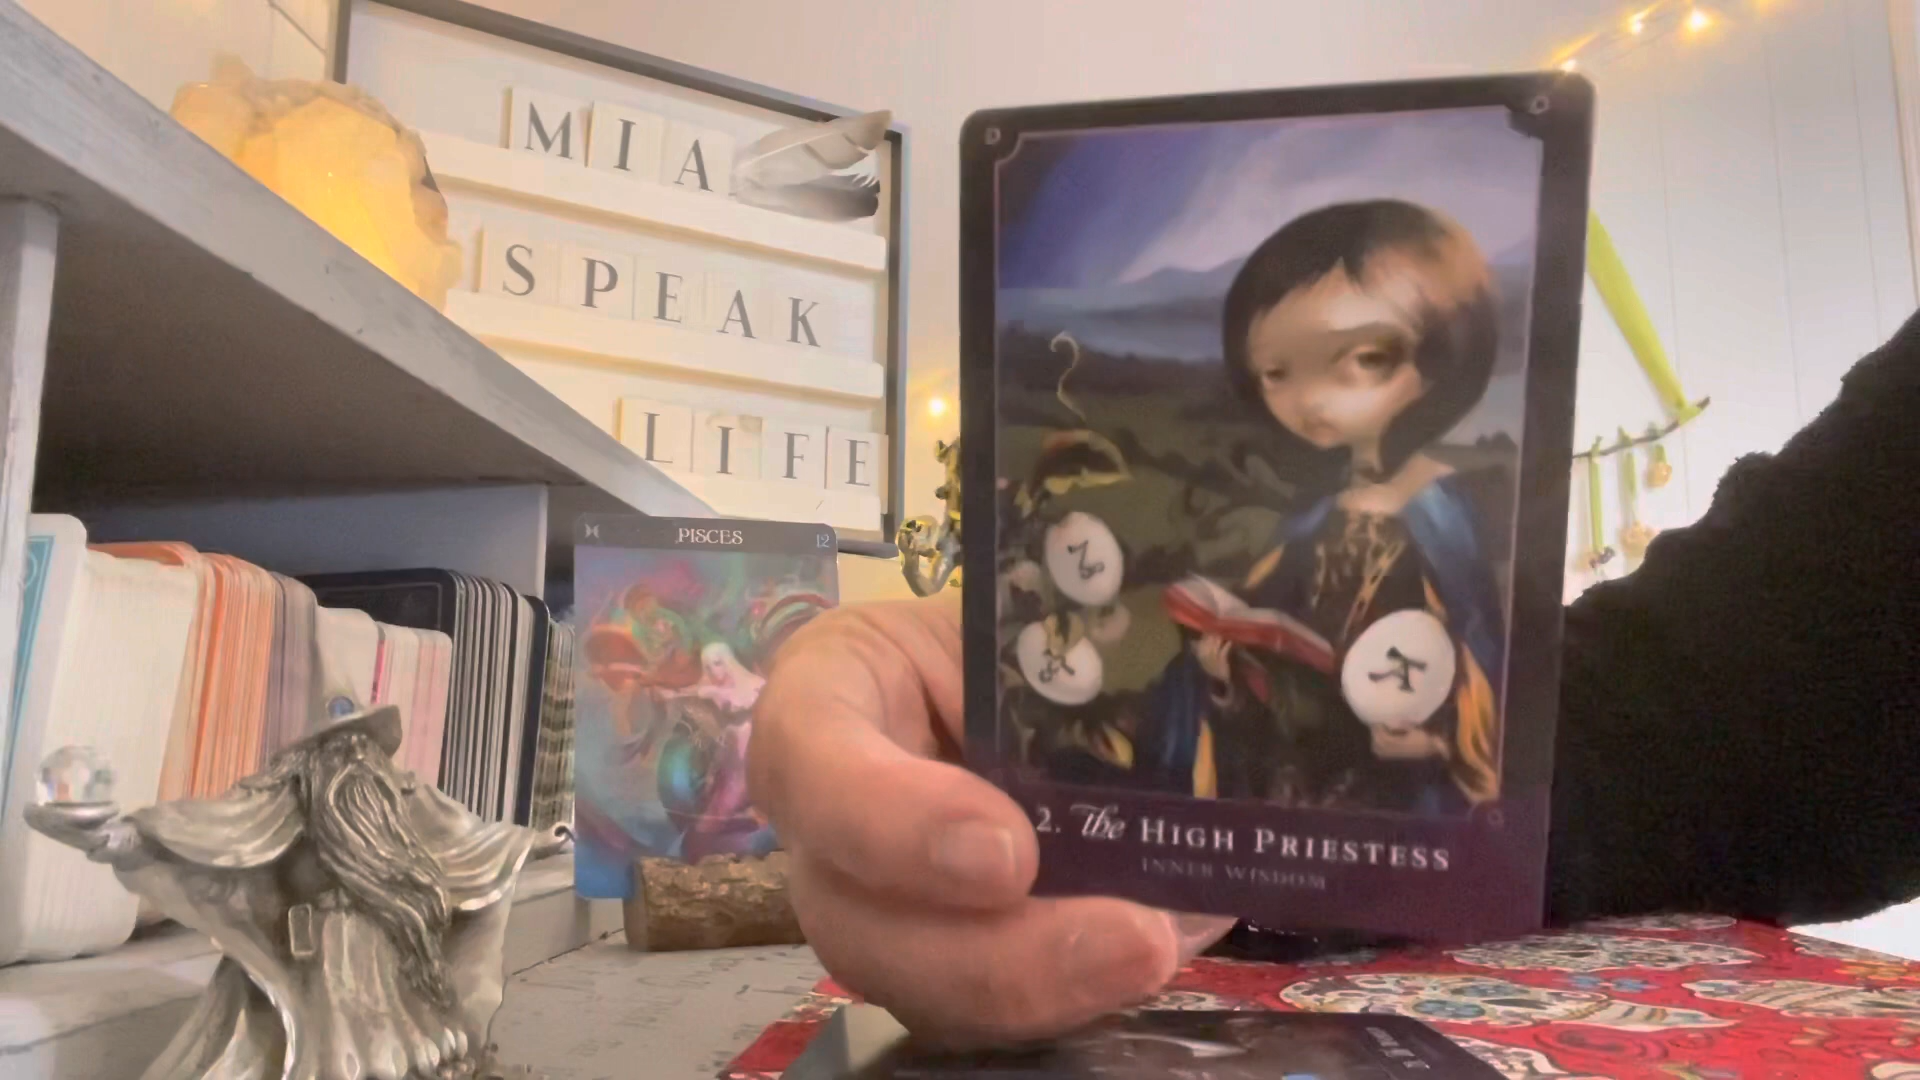 MIA
SPEAK
LIFE
PISCES
12
2. The HIGH PRIESTESS
INNER WISDOM